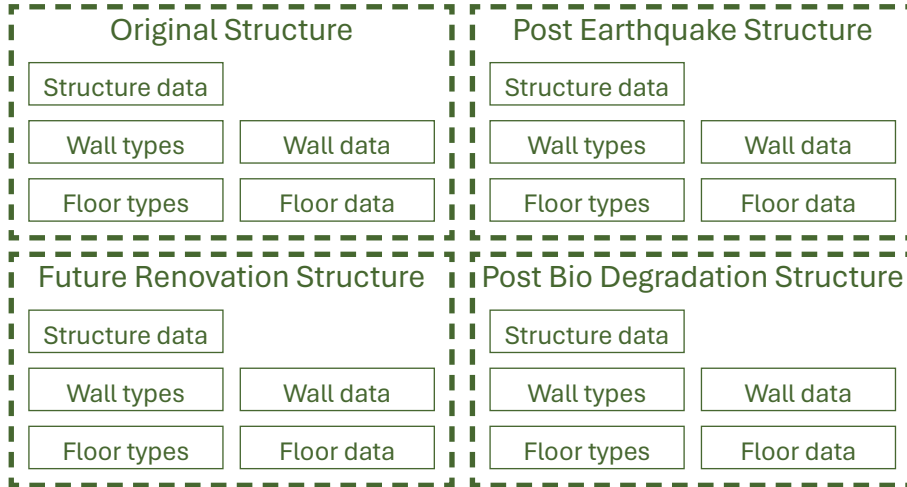 Original Structure
Structure data
Wall types
Wall data
Floor types
Floor data
Post Earthquake Structure
Structure data
Wall types
Wall data
Floor types
Floor data
Future Renovation Structure
Structure data
Wall types
Wall data
Floor types
Floor data
Post Bio Degradation Structure
Structure data
Wall types
Wall data
Floor types
Floor data